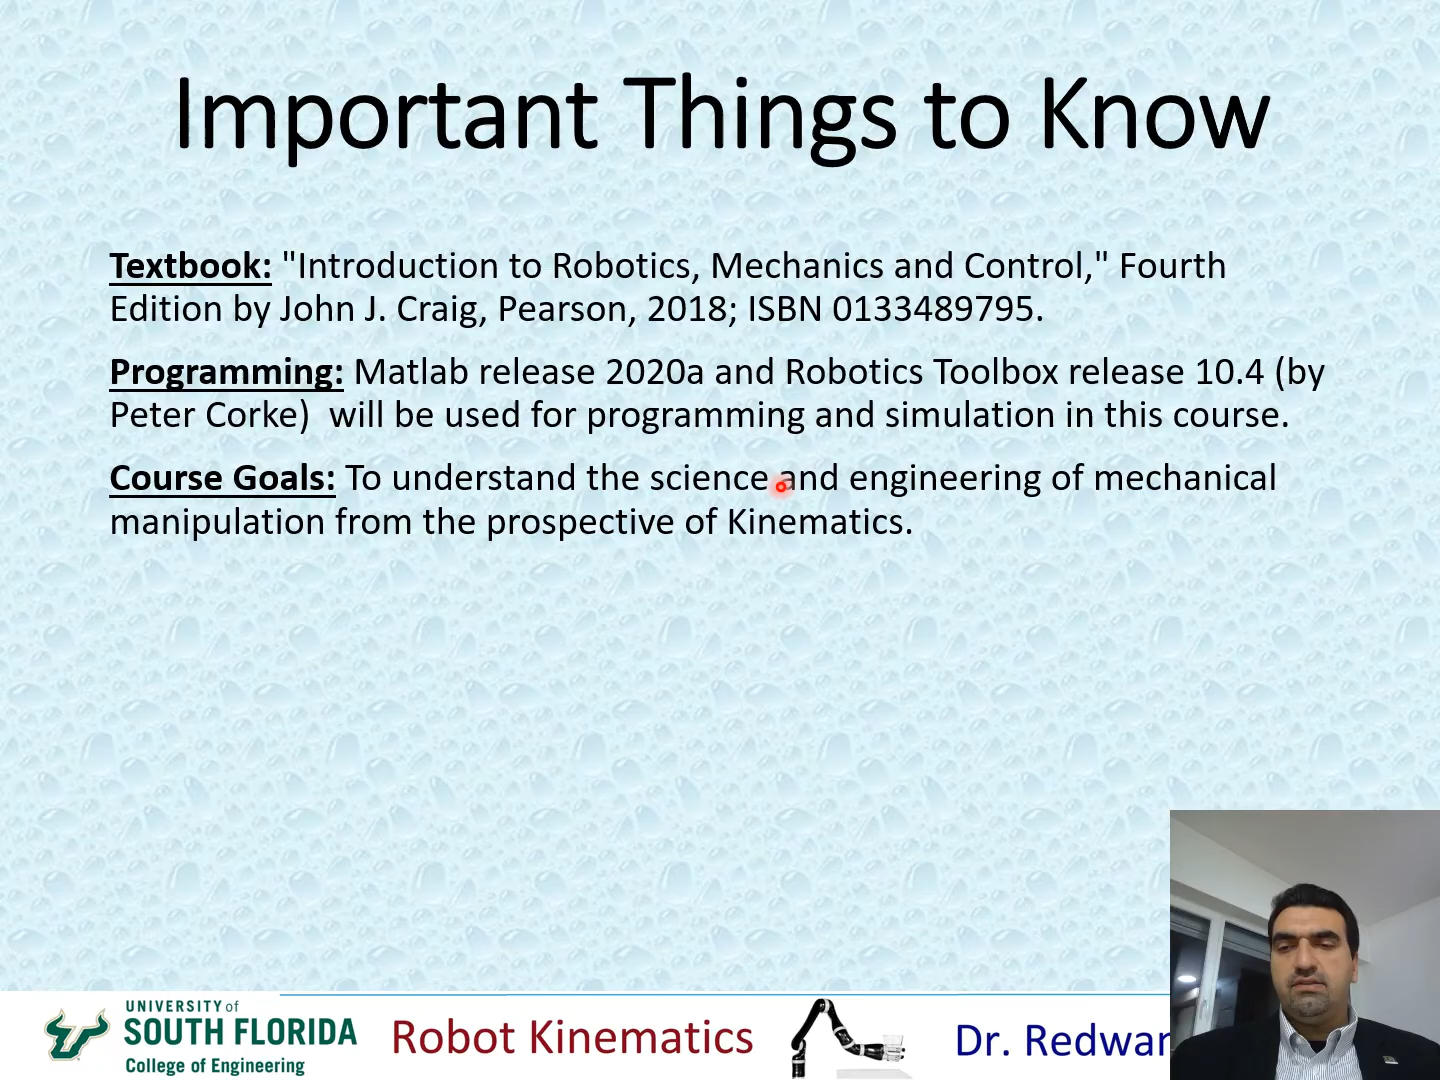 Important Things to Know
Textbook: "Introduction to Robotics, Mechanics and Control," Fourth
Edition by John J. Craig, Pearson, 2018; ISBN 0133489795.
Programming: Matlab release 2020a and Robotics Toolbox release 10.4 (by
Peter Corke)  will be used for programming and simulation in this course.
Course Goals: To understand the science and engineering of mechanical
manipulation from the prospective of Kinematics.
UNIVERSITY of
SOUTH FLORIDA
College of Engineering
Robot Kinematics
Dr. Redwan